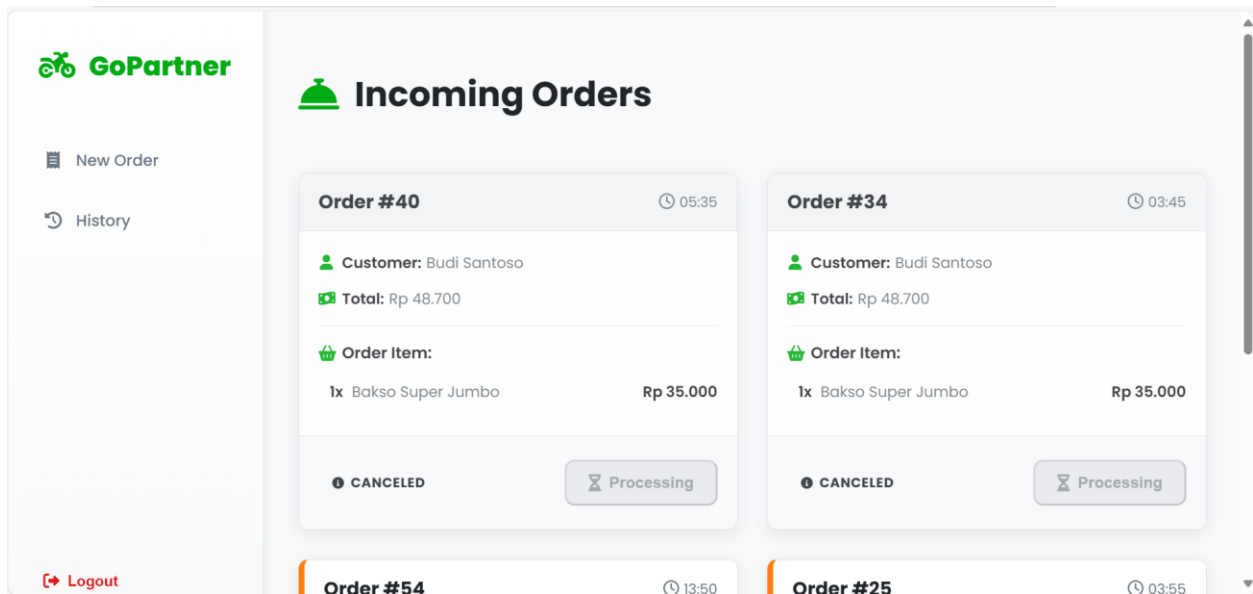 GoPartner
New Order
History
Logout
Incoming Orders
Order #40
05:35
Customer: Budi Santoso
Total: Rp 48.700
Order Item:
1x Bakso Super Jumbo Rp 35.000
CANCELED
Processing
Order #34
03:45
Customer: Budi Santoso
Total: Rp 48.700
Order Item:
1x Bakso Super Jumbo Rp 35.000
CANCELED
Processing
Order #54
13:50
Order #25
03:55